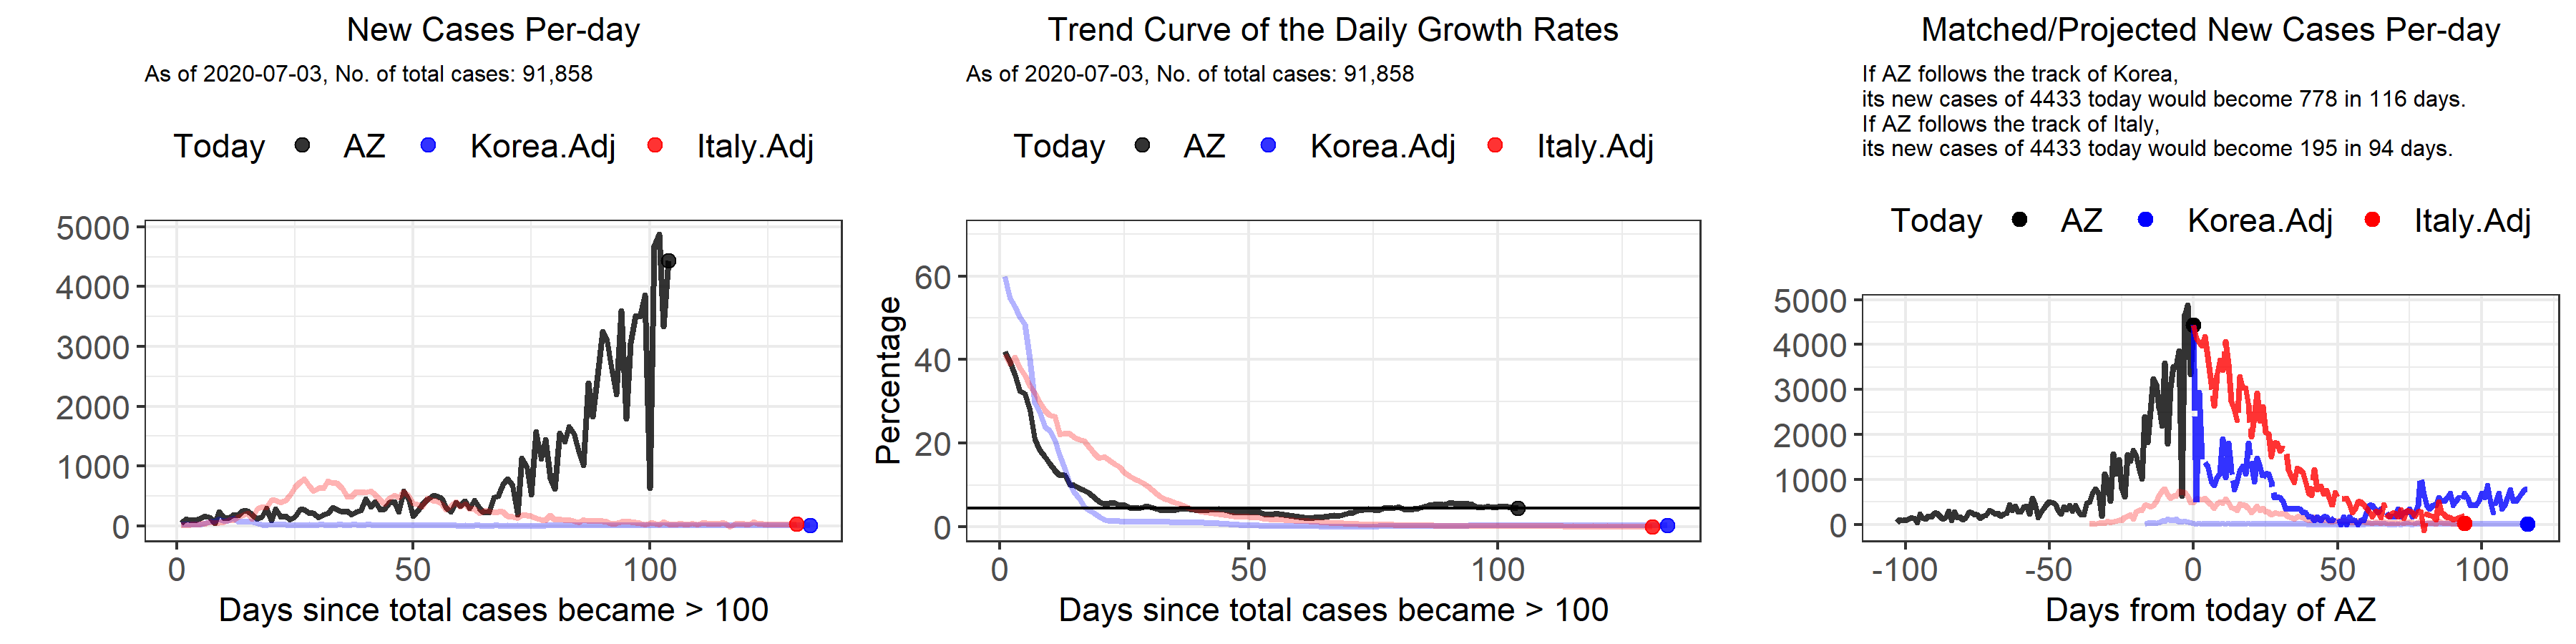 New Cases Per-day
As of 2020-07-03, No. of total cases: 91,858
Today AZ Korea.Adj Italy.Adj
5000
4000
3000
2000
1000
0
0 50 100
Days since total cases became > 100
Trend Curve of the Daily Growth Rates
As of 2020-07-03, No. of total cases: 91,858
Today AZ Korea.Adj Italy.Adj
Percentage
60
40
20
0
0 50 100
Days since total cases became > 100
Matched/Projected New Cases Per-day
If AZ follows the track of Korea,
its new cases of 4433 today would become 778 in 116 days.
If AZ follows the track of Italy,
its new cases of 4433 today would become 195 in 94 days.
Today AZ Korea.Adj Italy.Adj
5000
4000
3000
2000
1000
0
-100 -50 0 50 100
Days from today of AZ